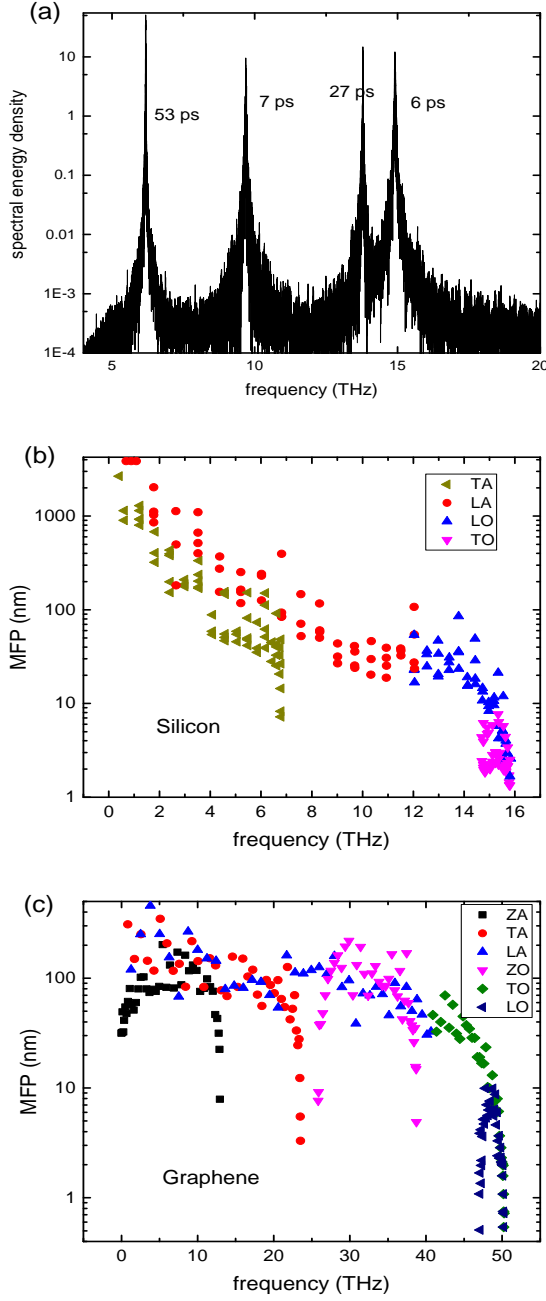 (a)
spectral energy density
10
1
0.1
0.01
1E-3
1E-4
53 ps
7 ps
27 ps
6 ps
5 10 15 20
frequency (THz)
(b)
MFP (nm)
1000
100
10
1
TA
LA
LO
TO
Silicon
0 2 4 6 8 10 12 14 16
frequency (THz)
(c)
MFP (nm)
100
10
1
ZA
TA
LA
ZO
TO
LO
Graphene
0 10 20 30 40 50
frequency (THz)